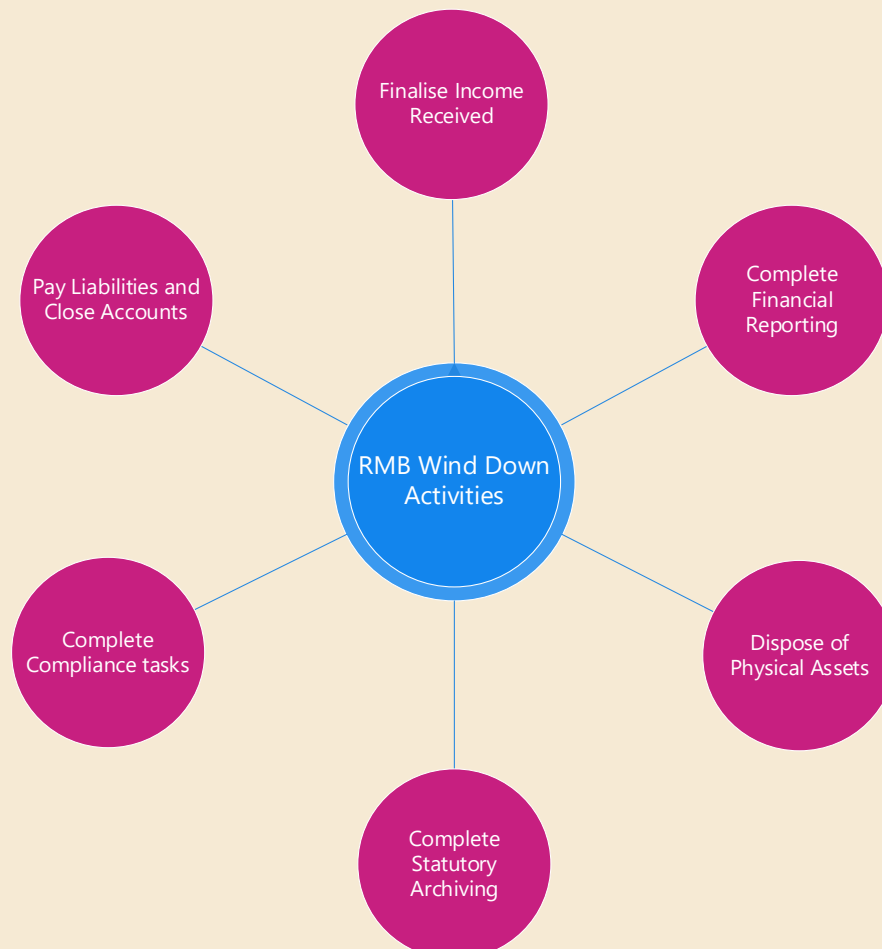 Finalise Income
Received
Pay Liabilities and
Close Accounts
Complete
Financial
Reporting
RMB Wind Down
Activities
Complete
Compliance tasks
Dispose of
Physical Assets
Complete
Statutory
Archiving